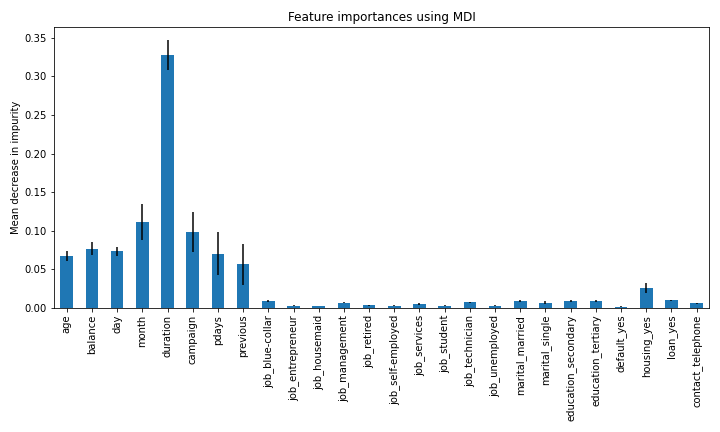 Feature importances using MDI
Mean decrease in impurity
0.35
0.30
0.25
0.20
0.15
0.10
0.05
0.00
age
balance
day
month
duration
campaign
pdays
previous
job_blue-collar
job_entrepreneur
job_housemaid
job_management
job_retired
job_self-employed
job_services
job_student
job_technician
job_unemployed
marital_married
marital_single
education_secondary
education_tertiary
default_yes
housing_yes
loan_yes
contact_telephone